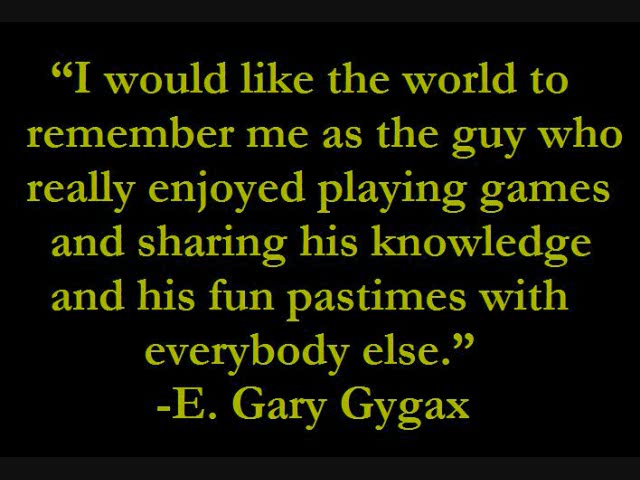 “I would like the world to
remember me as the guy who
really enjoyed playing games
and sharing his knowledge
and his fun pastimes with
everybody else.”
-E. Gary Gygax